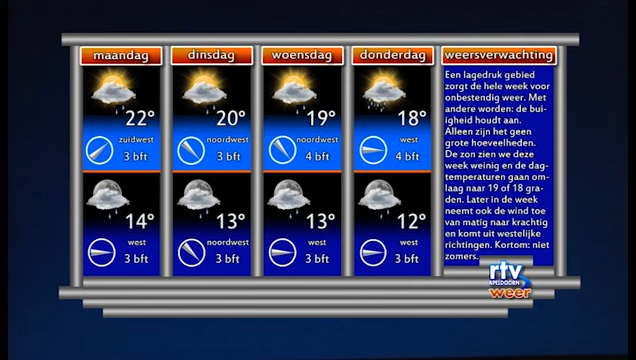 maandag
dinsdag
woensdag
donderdag
weersverwachting
22°
zuidwest
3 bft
20°
noordwest
3 bft
19°
noordwest
4 bft
18°
west
4 bft
14°
west
3 bft
13°
noordwest
3 bft
13°
west
3 bft
12°
west
3 bft
Een lagedruk gebied
zorgt de hele week voor
onbestendig weer. Met
andere worden: de bui-
igheid houdt aan.
Alleen zijn het geen
grote hoeveelheden.
De zon zien we deze
week weinig en de dag-
temperaturen gaan om-
laag naar 19 of 18 gra-
den. Later in de week
neemt ook de wind toe
van matig naar krachtig
en komt uit westelijke
richtingen. Kortom: niet
zomers.
rtv
APELDOORN
weer